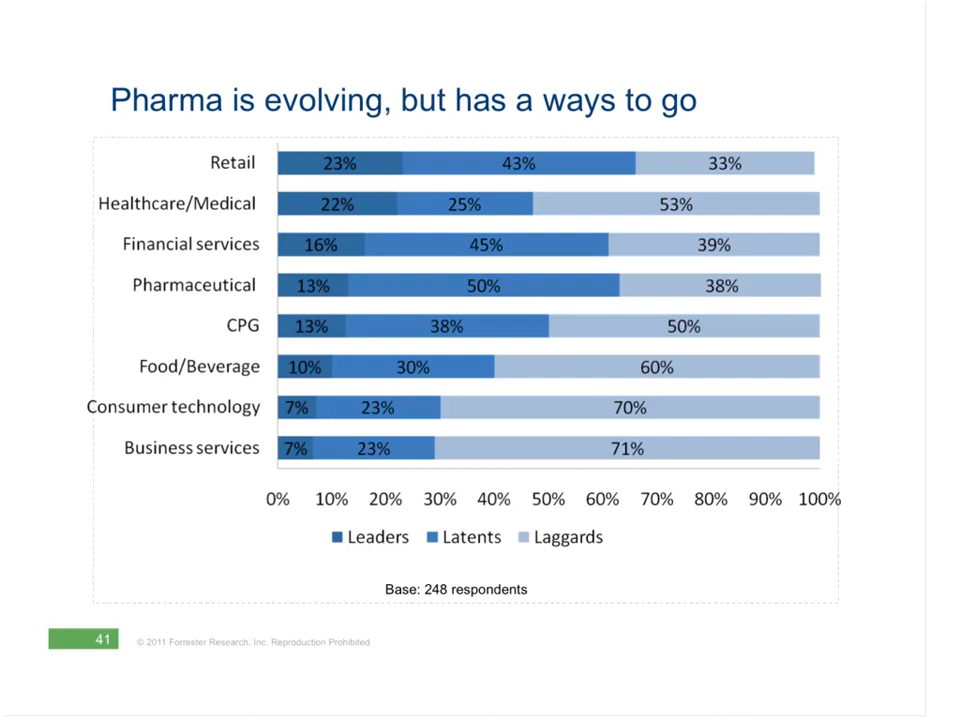 Pharma is evolving, but has a ways to go
Retail 23% 43% 33%
Healthcare/Medical 22% 25% 53%
Financial services 16% 45% 39%
Pharmaceutical 13% 50% 38%
CPG 13% 38% 50%
Food/Beverage 10% 30% 60%
Consumer technology 7% 23% 70%
Business services 7% 23% 71%
0% 10% 20% 30% 40% 50% 60% 70% 80% 90% 100%
Leaders Latents Laggards
Base: 248 respondents
41 © 2011 Forrester Research, Inc. Reproduction Prohibited